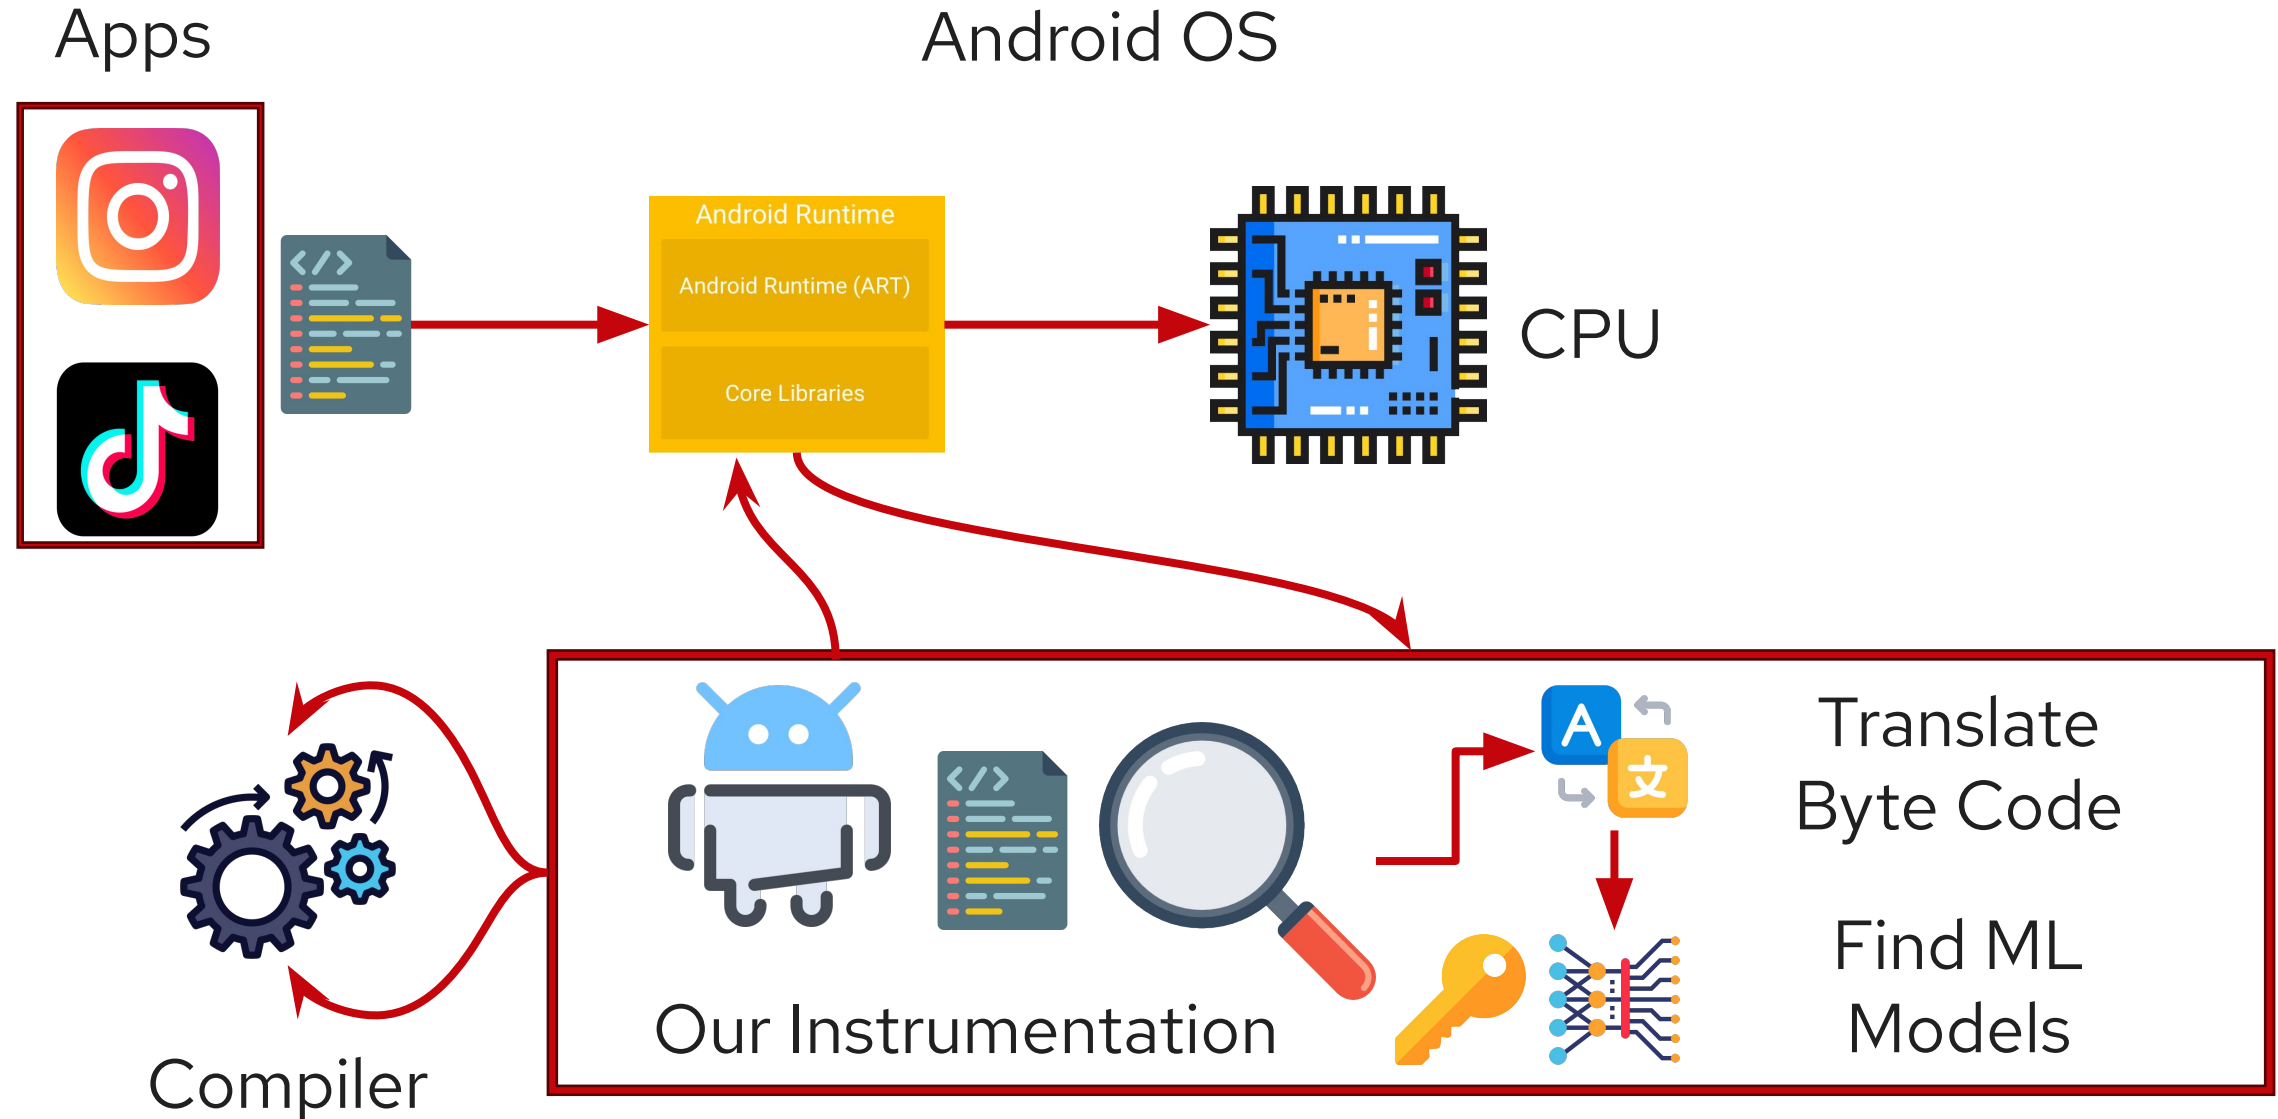 Apps
Android OS
Android Runtime
Android Runtime (ART)
Core Libraries
</>
CPU
Translate
Byte Code
A
文
</>
Find ML
Models
Our Instrumentation
Compiler